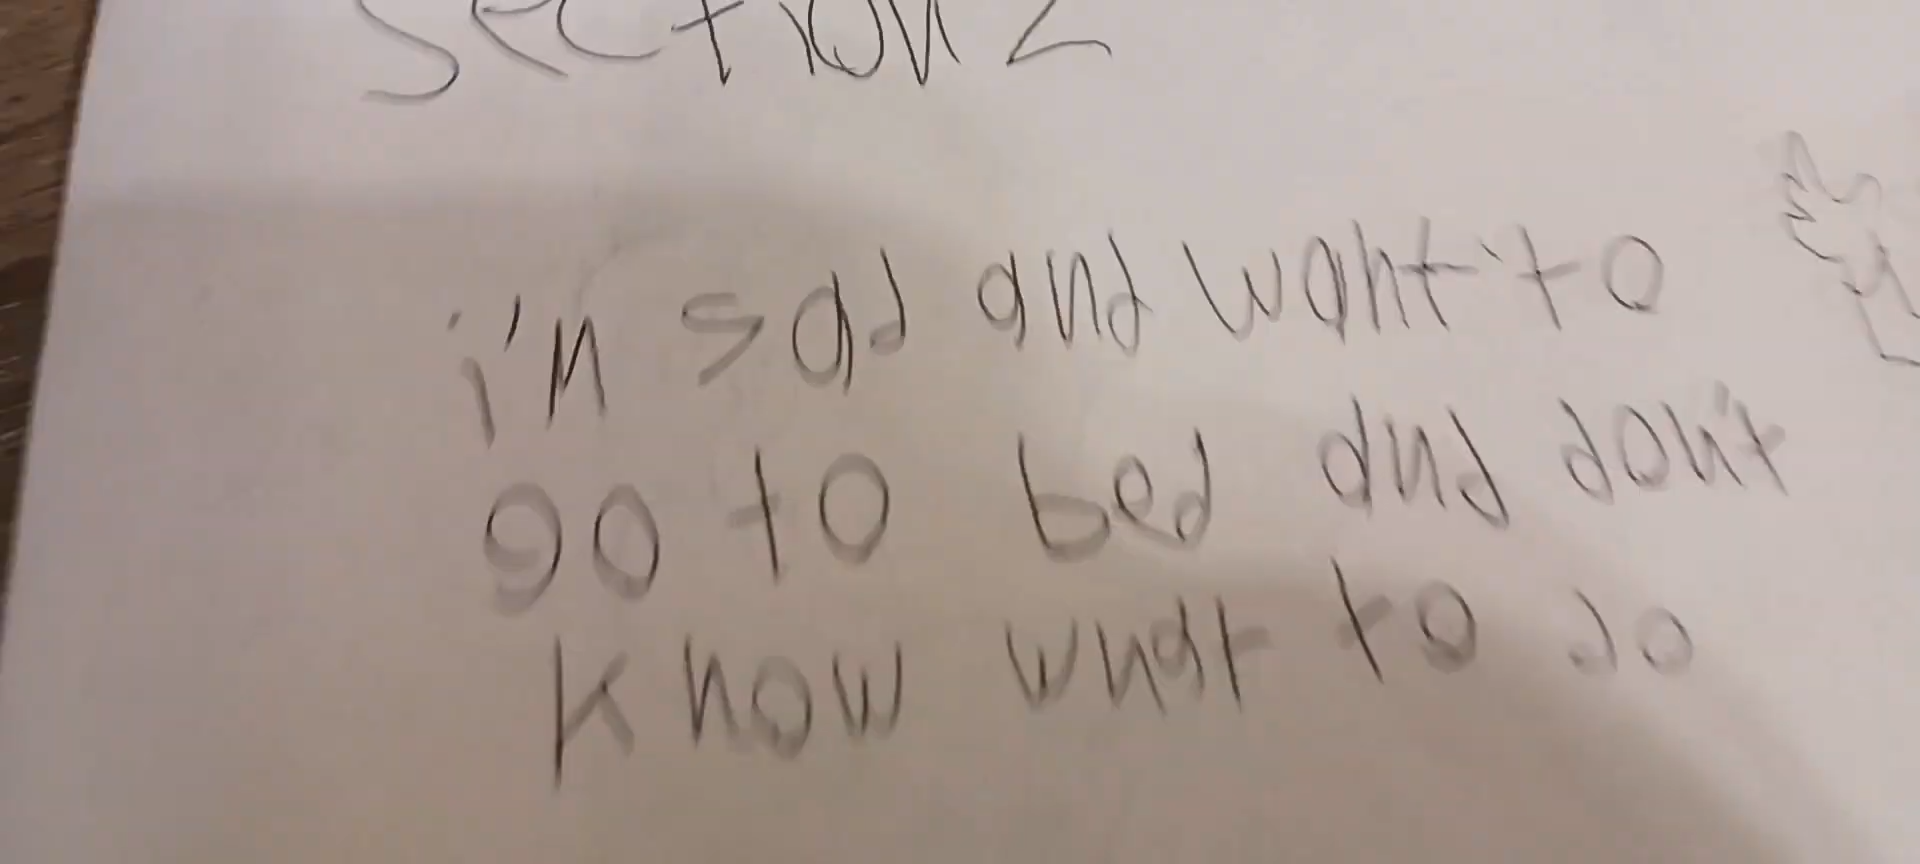 section 2
i'm sad and want to
go to bed and don't
know what to do